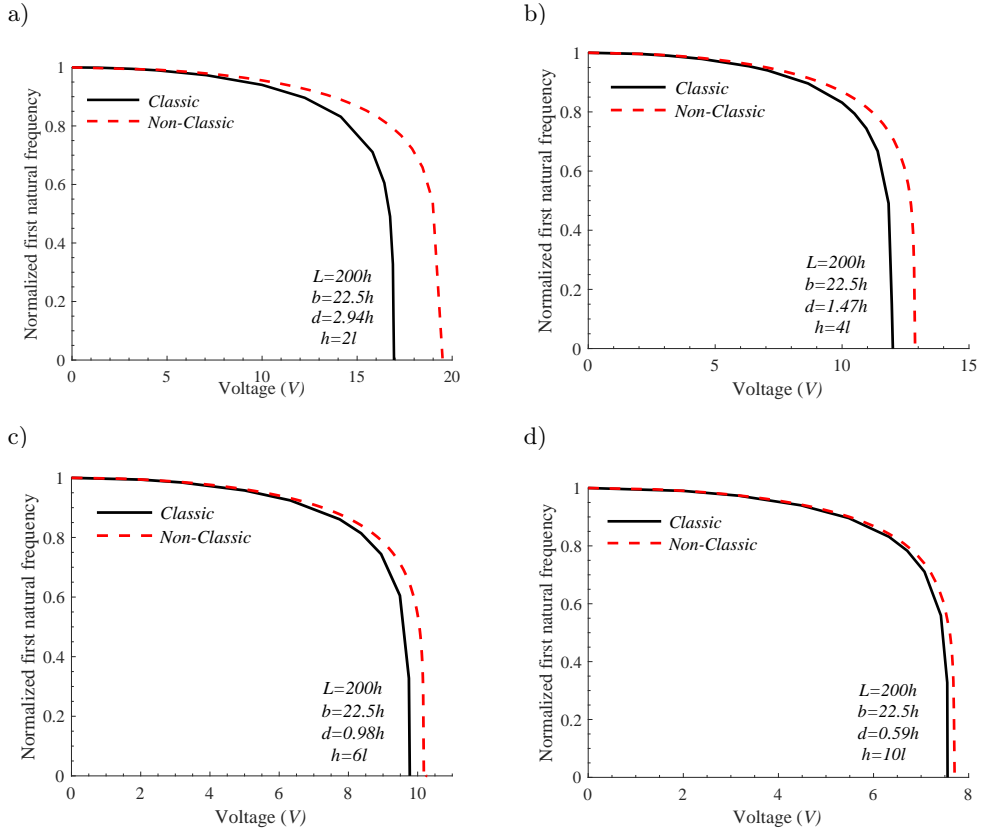 a)
Normalized first natural frequency
1
0.8
0.6
0.4
0.2
0
Classic
Non-Classic
L=200h
b=22.5h
d=2.94h
h=2l
0 5 10 15 20
Voltage (V)
b)
Normalized first natural frequency
1
0.8
0.6
0.4
0.2
0
Classic
Non-Classic
L=200h
b=22.5h
d=1.47h
h=4l
0 5 10 15
Voltage (V)
c)
Normalized first natural frequency
1
0.8
0.6
0.4
0.2
0
Classic
Non-Classic
L=200h
b=22.5h
d=0.98h
h=6l
0 2 4 6 8 10
Voltage (V)
d)
Normalized first natural frequency
1
0.8
0.6
0.4
0.2
0
Classic
Non-Classic
L=200h
b=22.5h
d=0.59h
h=10l
0 2 4 6 8
Voltage (V)